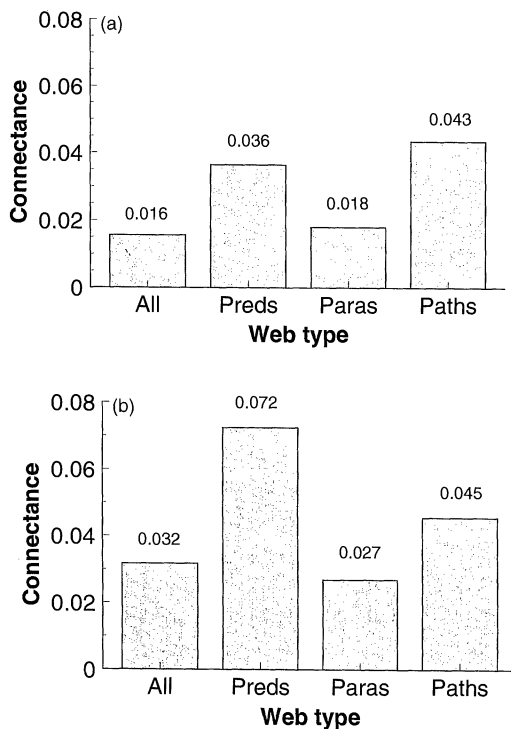 (a)
Connectance
0.08
0.06
0.04
0.02
0
0.016
0.036
0.018
0.043
All Preds Paras Paths
Web type
(b)
Connectance
0.08
0.06
0.04
0.02
0
0.032
0.072
0.027
0.045
All Preds Paras Paths
Web type